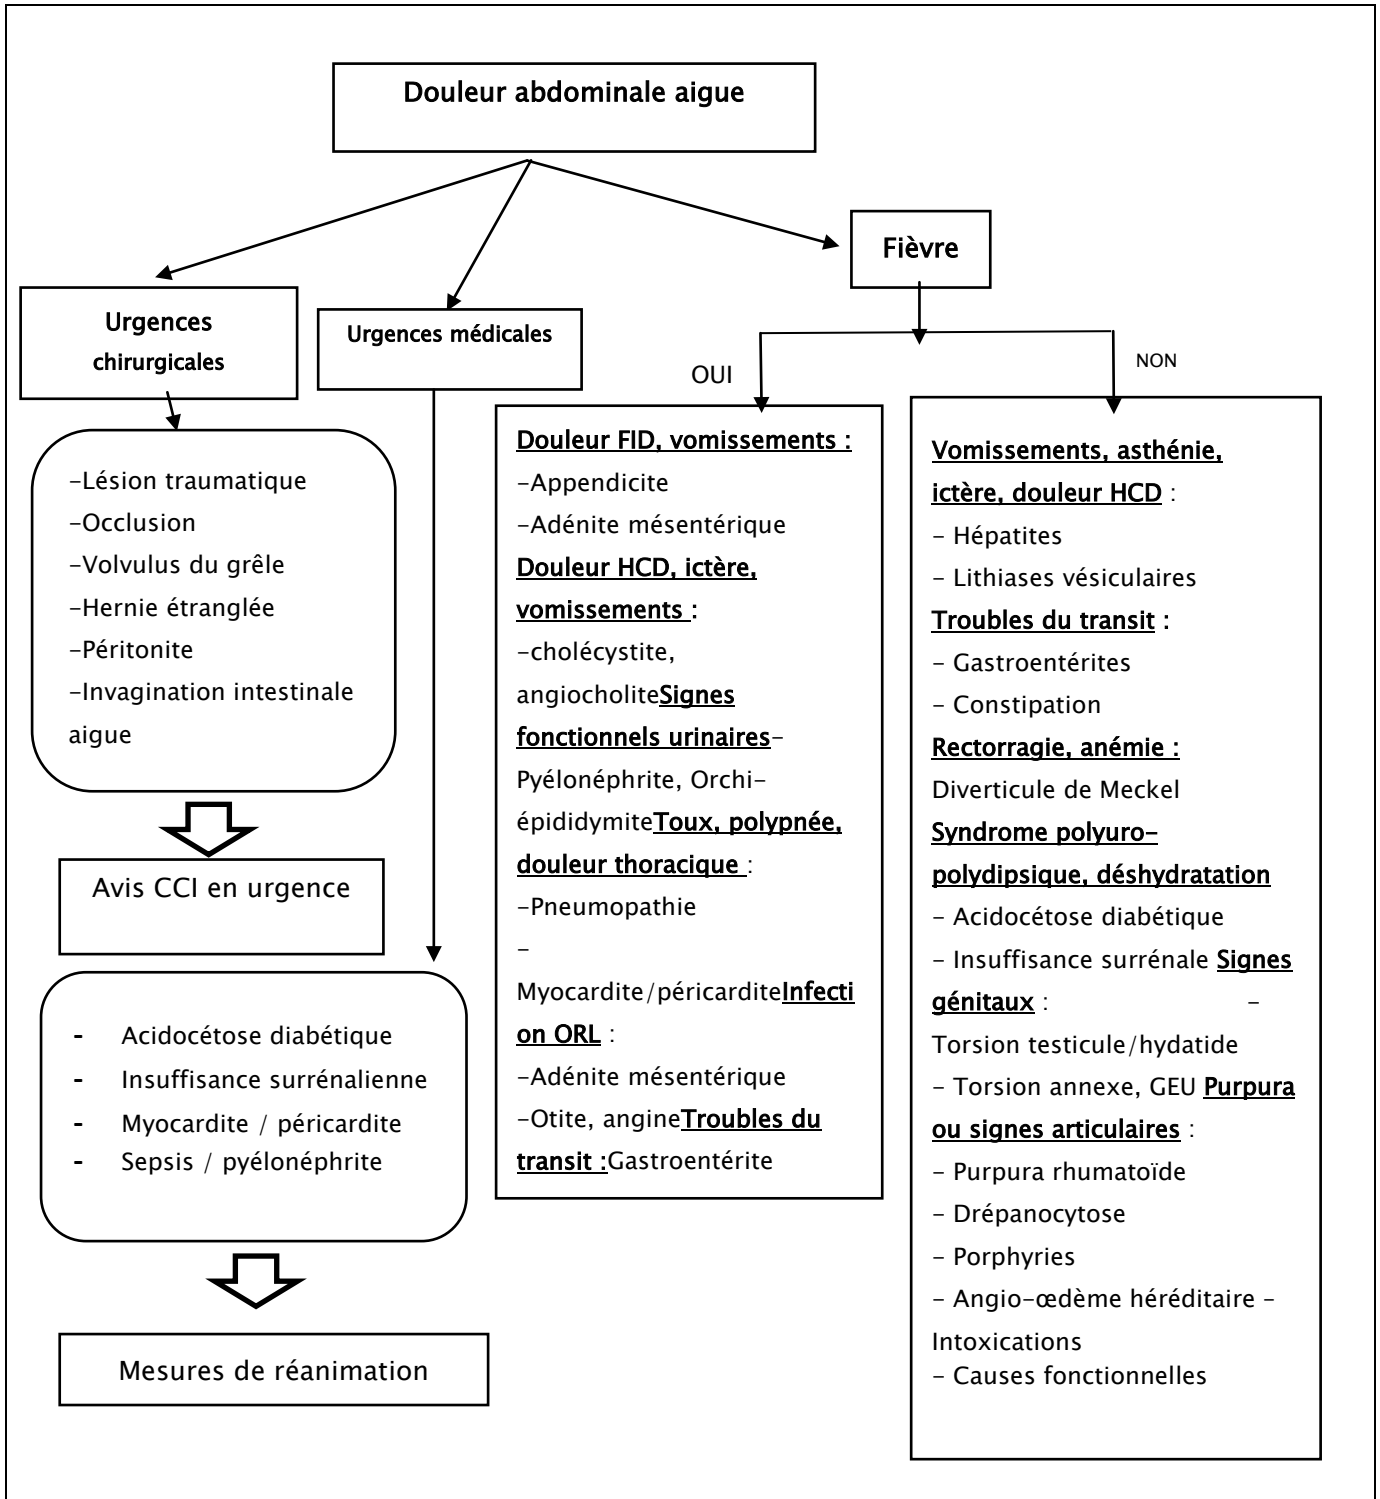 Douleur abdominale aigue
Fièvre
Urgences
chirurgicales
Urgences médicales
OUI
NON
-Lésion traumatique
-Occlusion
-Volvulus du grêle
-Hernie étranglée
-Péritonite
-Invagination intestinale
aigue
Avis CCI en urgence
- Acidocétose diabétique
- Insuffisance surrénalienne
- Myocardite / péricardite
- Sepsis / pyélonéphrite
Mesures de réanimation
Douleur FID, vomissements :
-Appendicite
-Adénite mésentérique
Douleur HCD, ictère,
vomissements :
-cholécystite,
angiocholiteSignes
fonctionnels urinaires-
Pyélonéphrite, Orchi-
épididymiteToux, polypnée,
douleur thoracique :
-Pneumopathie
-
Myocardite/péricarditeInfecti
on ORL :
-Adénite mésentérique
-Otite, angineTroubles du
transit :Gastroentérite
Vomissements, asthénie,
ictère, douleur HCD :
- Hépatites
- Lithiases vésiculaires
Troubles du transit :
- Gastroentérites
- Constipation
Rectorragie, anémie :
Diverticule de Meckel
Syndrome polyuro-
polydipsique, déshydratation
- Acidocétose diabétique
- Insuffisance surrénale Signes
génitaux : -
Torsion testicule/hydatide
- Torsion annexe, GEU Purpura
ou signes articulaires :
- Purpura rhumatoïde
- Drépanocytose
- Porphyries
- Angio-œdème héréditaire -
Intoxications
- Causes fonctionnelles